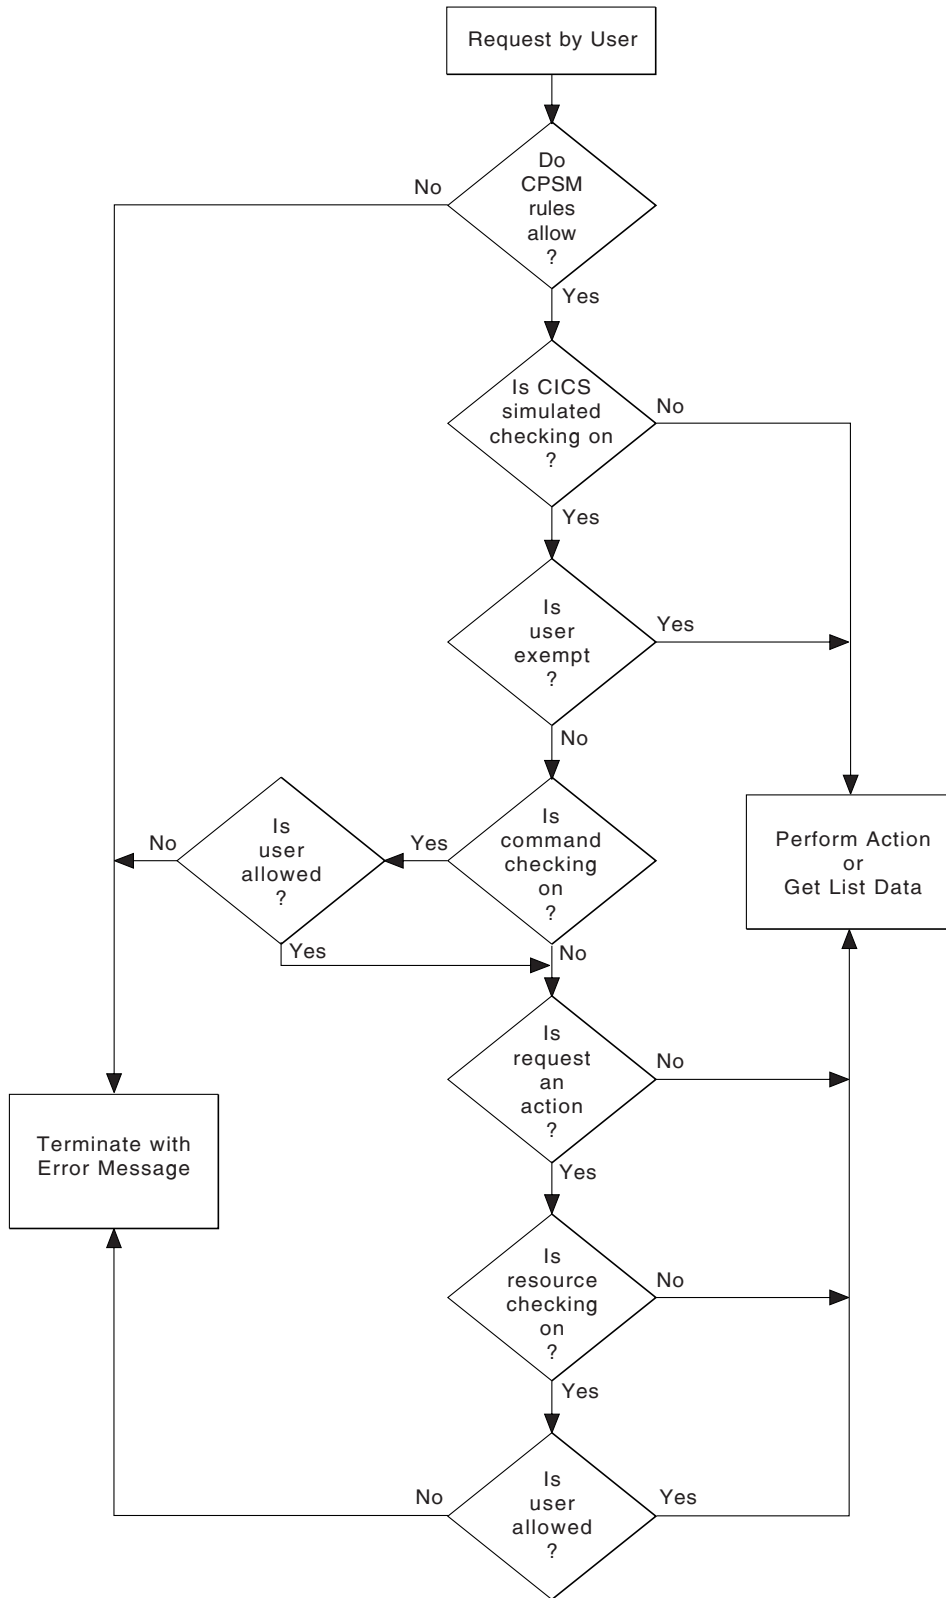 Request by User
Do
CPSM
rules
allow
?
No
Yes
Is CICS
simulated
checking on
?
No
Yes
Is
user
exempt
?
Yes
No
Is
user
allowed
?
No
Yes
Yes
Is
command
checking
on
?
No
Perform Action
or
Get List Data
Is
request
an
action
?
No
Yes
Terminate with
Error Message
Is
resource
checking
on
?
No
Yes
Is
user
allowed
?
No
Yes